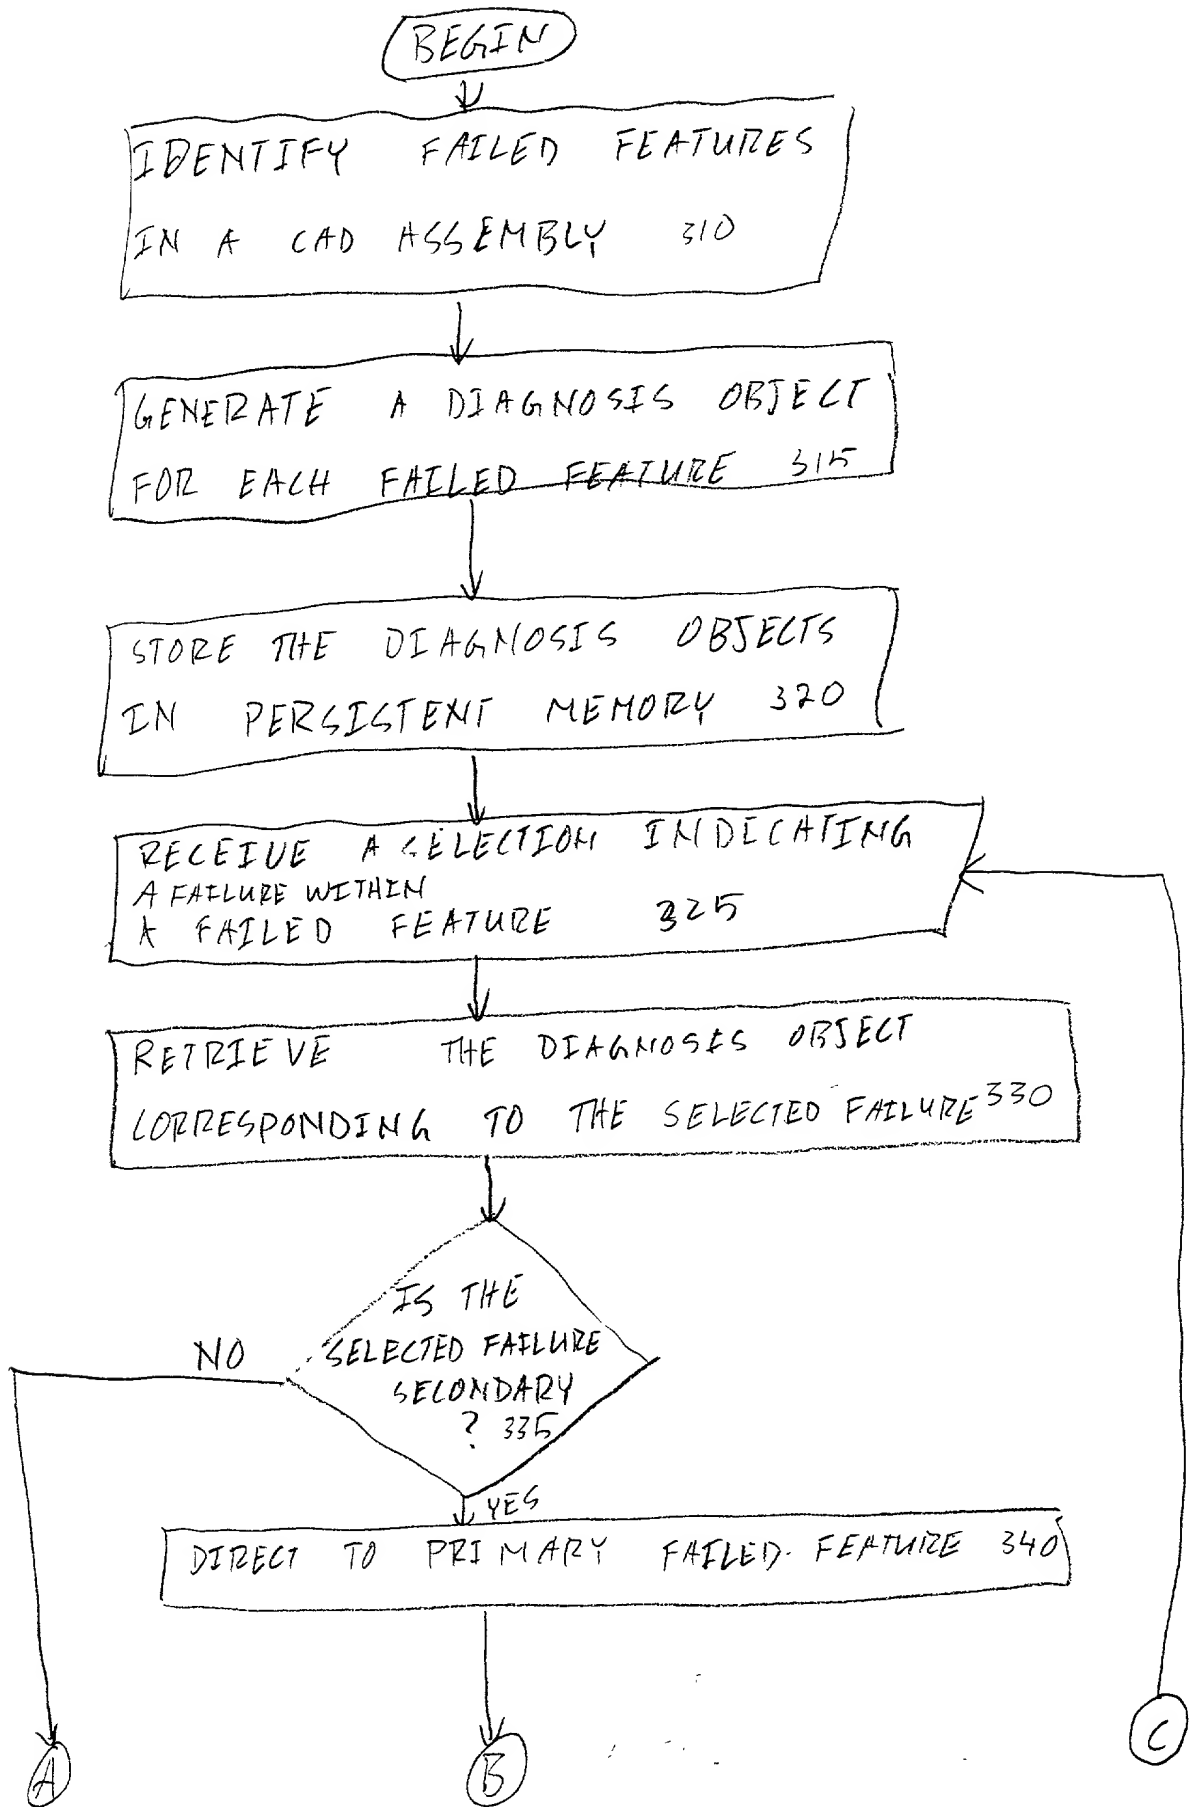 BEGIN
IDENTIFY FAILED FEATURES
IN A CAD ASSEMBLY 310
GENERATE A DIAGNOSIS OBJECT
FOR EACH FAILED FEATURE 315
STORE THE DIAGNOSIS OBJECTS
IN PERSISTENT MEMORY 320
RECEIVE A SELECTION INDICATING
A FAILURE WITHIN
A FAILED FEATURE 325
RETRIEVE THE DIAGNOSIS OBJECT
CORRESPONDING TO THE SELECTED FAILURE 330
IS THE
NO SELECTED FAILURE
SECONDARY
? 335
YES
DIRECT TO PRIMARY FAILED FEATURE 340
A B C